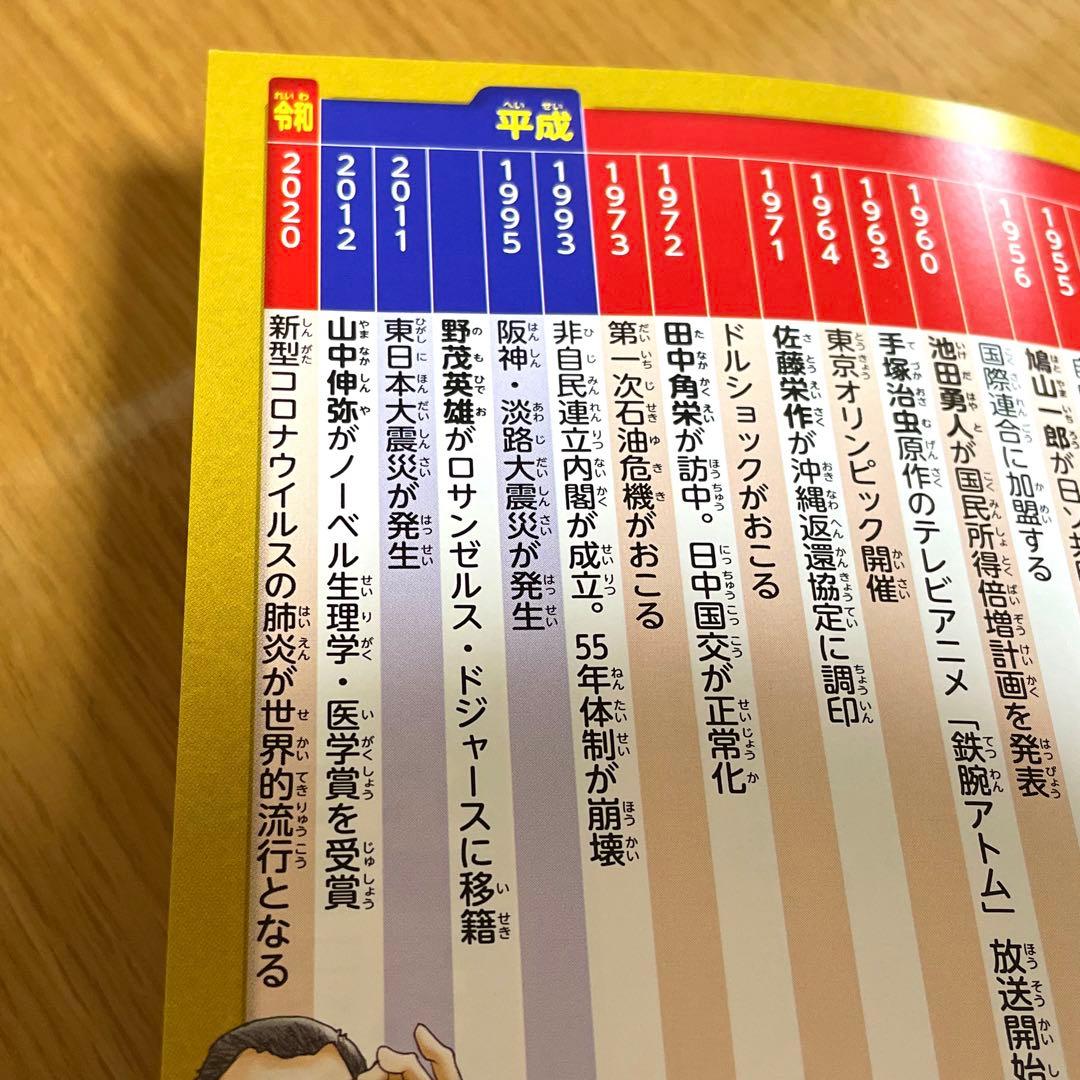 1955
1956
鳩山一郎が日ソ共
国際連合に加盟する
1960
池田勇人が国民所得倍増計画を発表
1963
手塚治虫原作のテレビアニメ「鉄腕アトム」放送開始
1964
東京オリンピック開催
1971
佐藤栄作が沖縄返還協定に調印
ドルショックがおこる
1972
田中角栄が訪中。日中国交が正常化
1973
第一次石油危機がおこる
平成
1993
非自民連立内閣が成立。55年体制が崩壊
1995
阪神・淡路大震災が発生
野茂英雄がロサンゼルス・ドジャースに移籍
2011
東日本大震災が発生
2012
山中伸弥がノーベル生理学・医学賞を受賞
令和
2020
新型コロナウイルスの肺炎が世界的流行となる